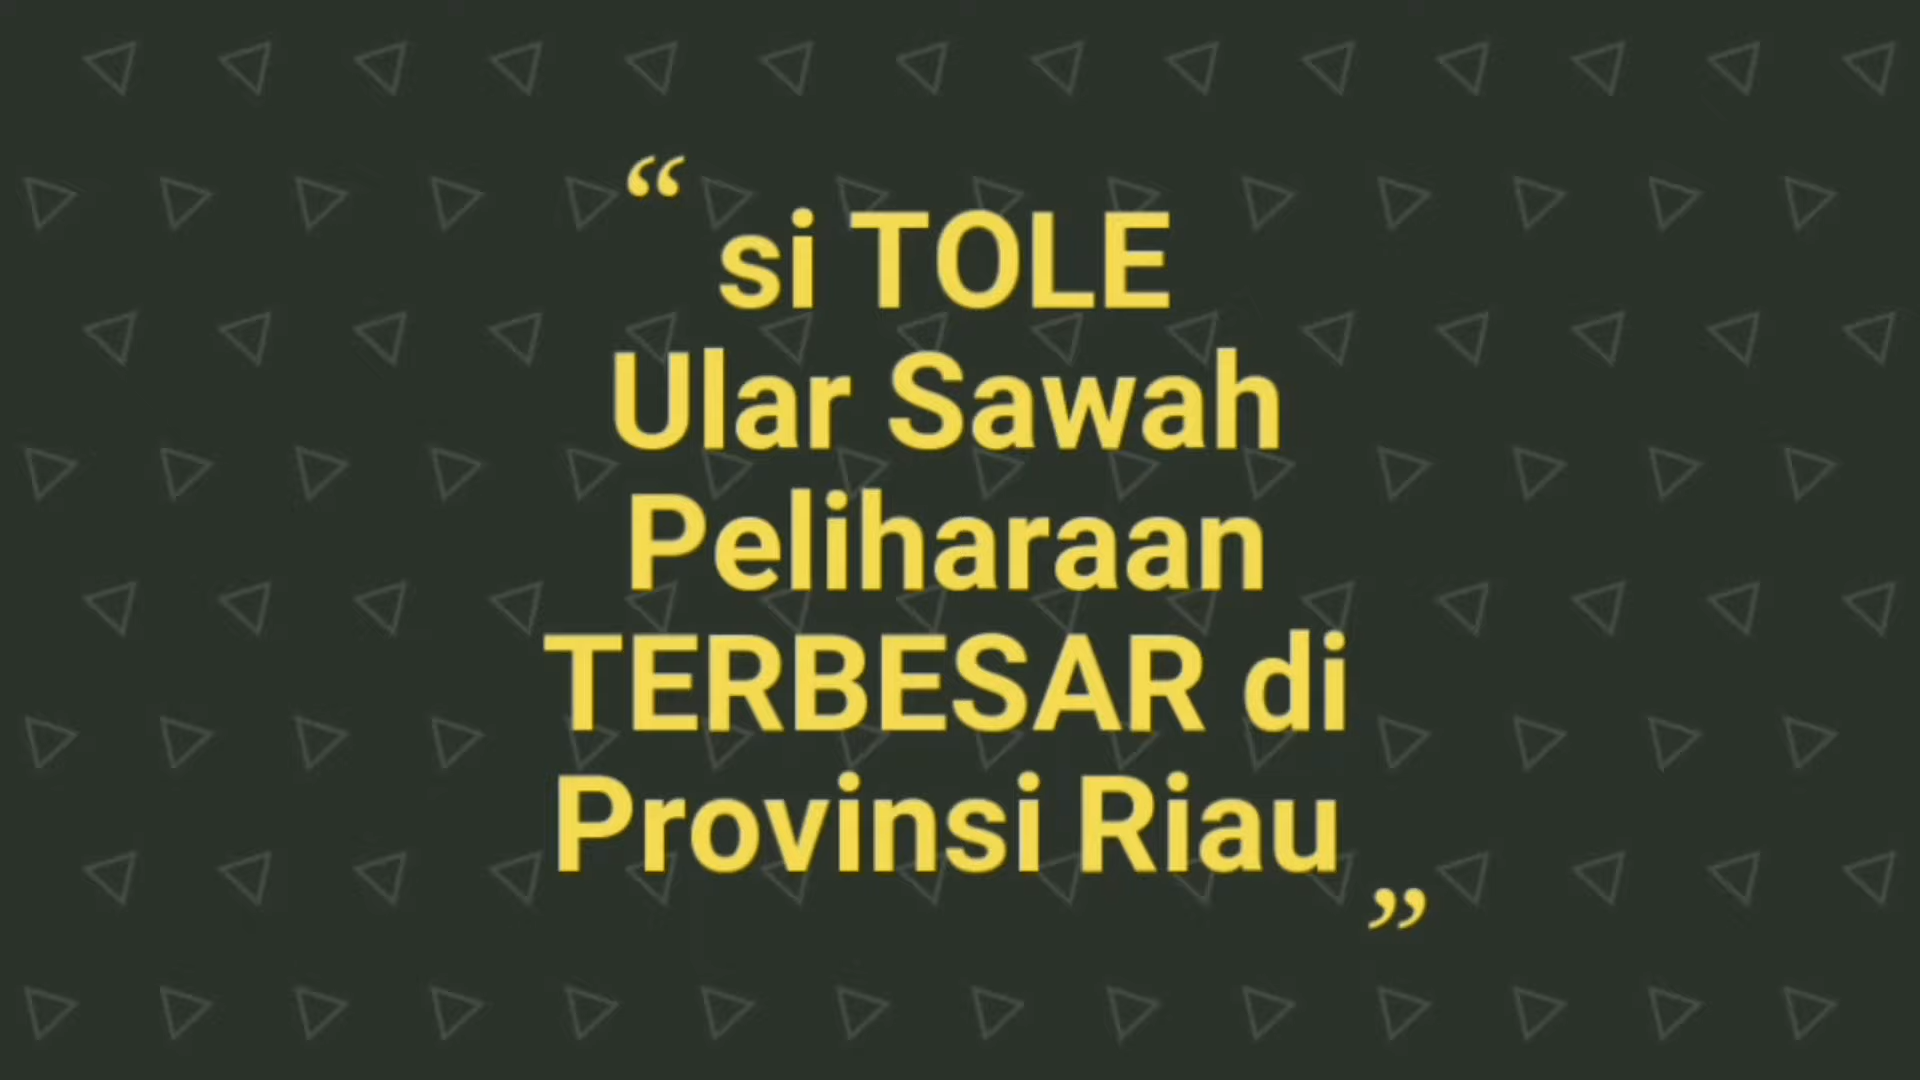 “ si TOLE
Ular Sawah
Peliharaan
TERBESAR di
Provinsi Riau ”